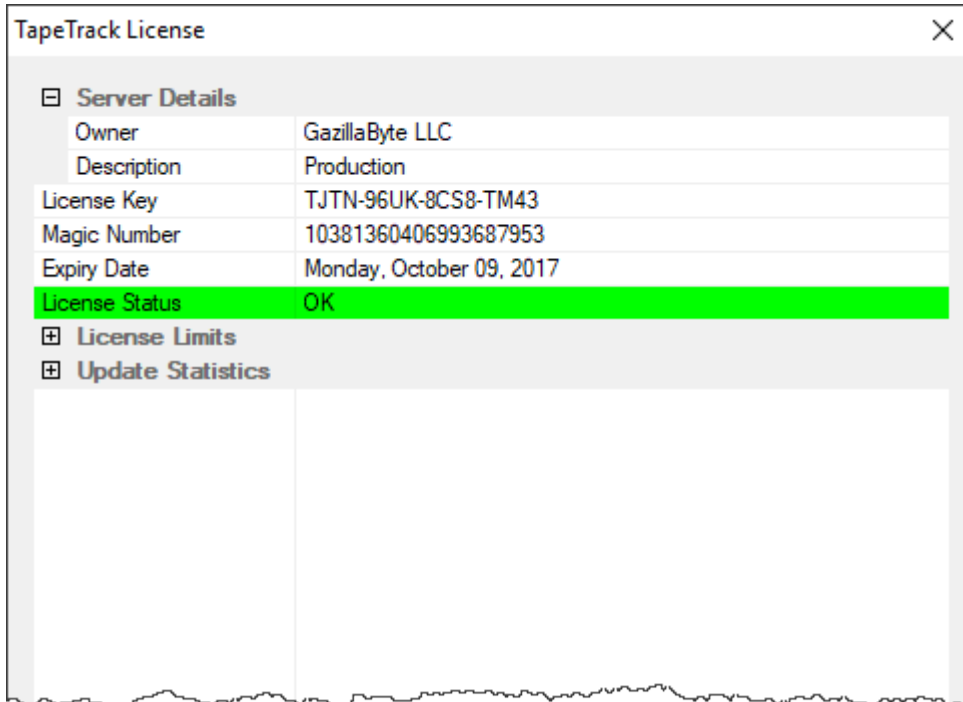 TapeTrack License
Server Details
Owner GazillaByte LLC
Description Production
License Key TJTN-96UK-8CS8-TM43
Magic Number 10381360406993687953
Expiry Date Monday, October 09, 2017
License Status OK
License Limits
Update Statistics